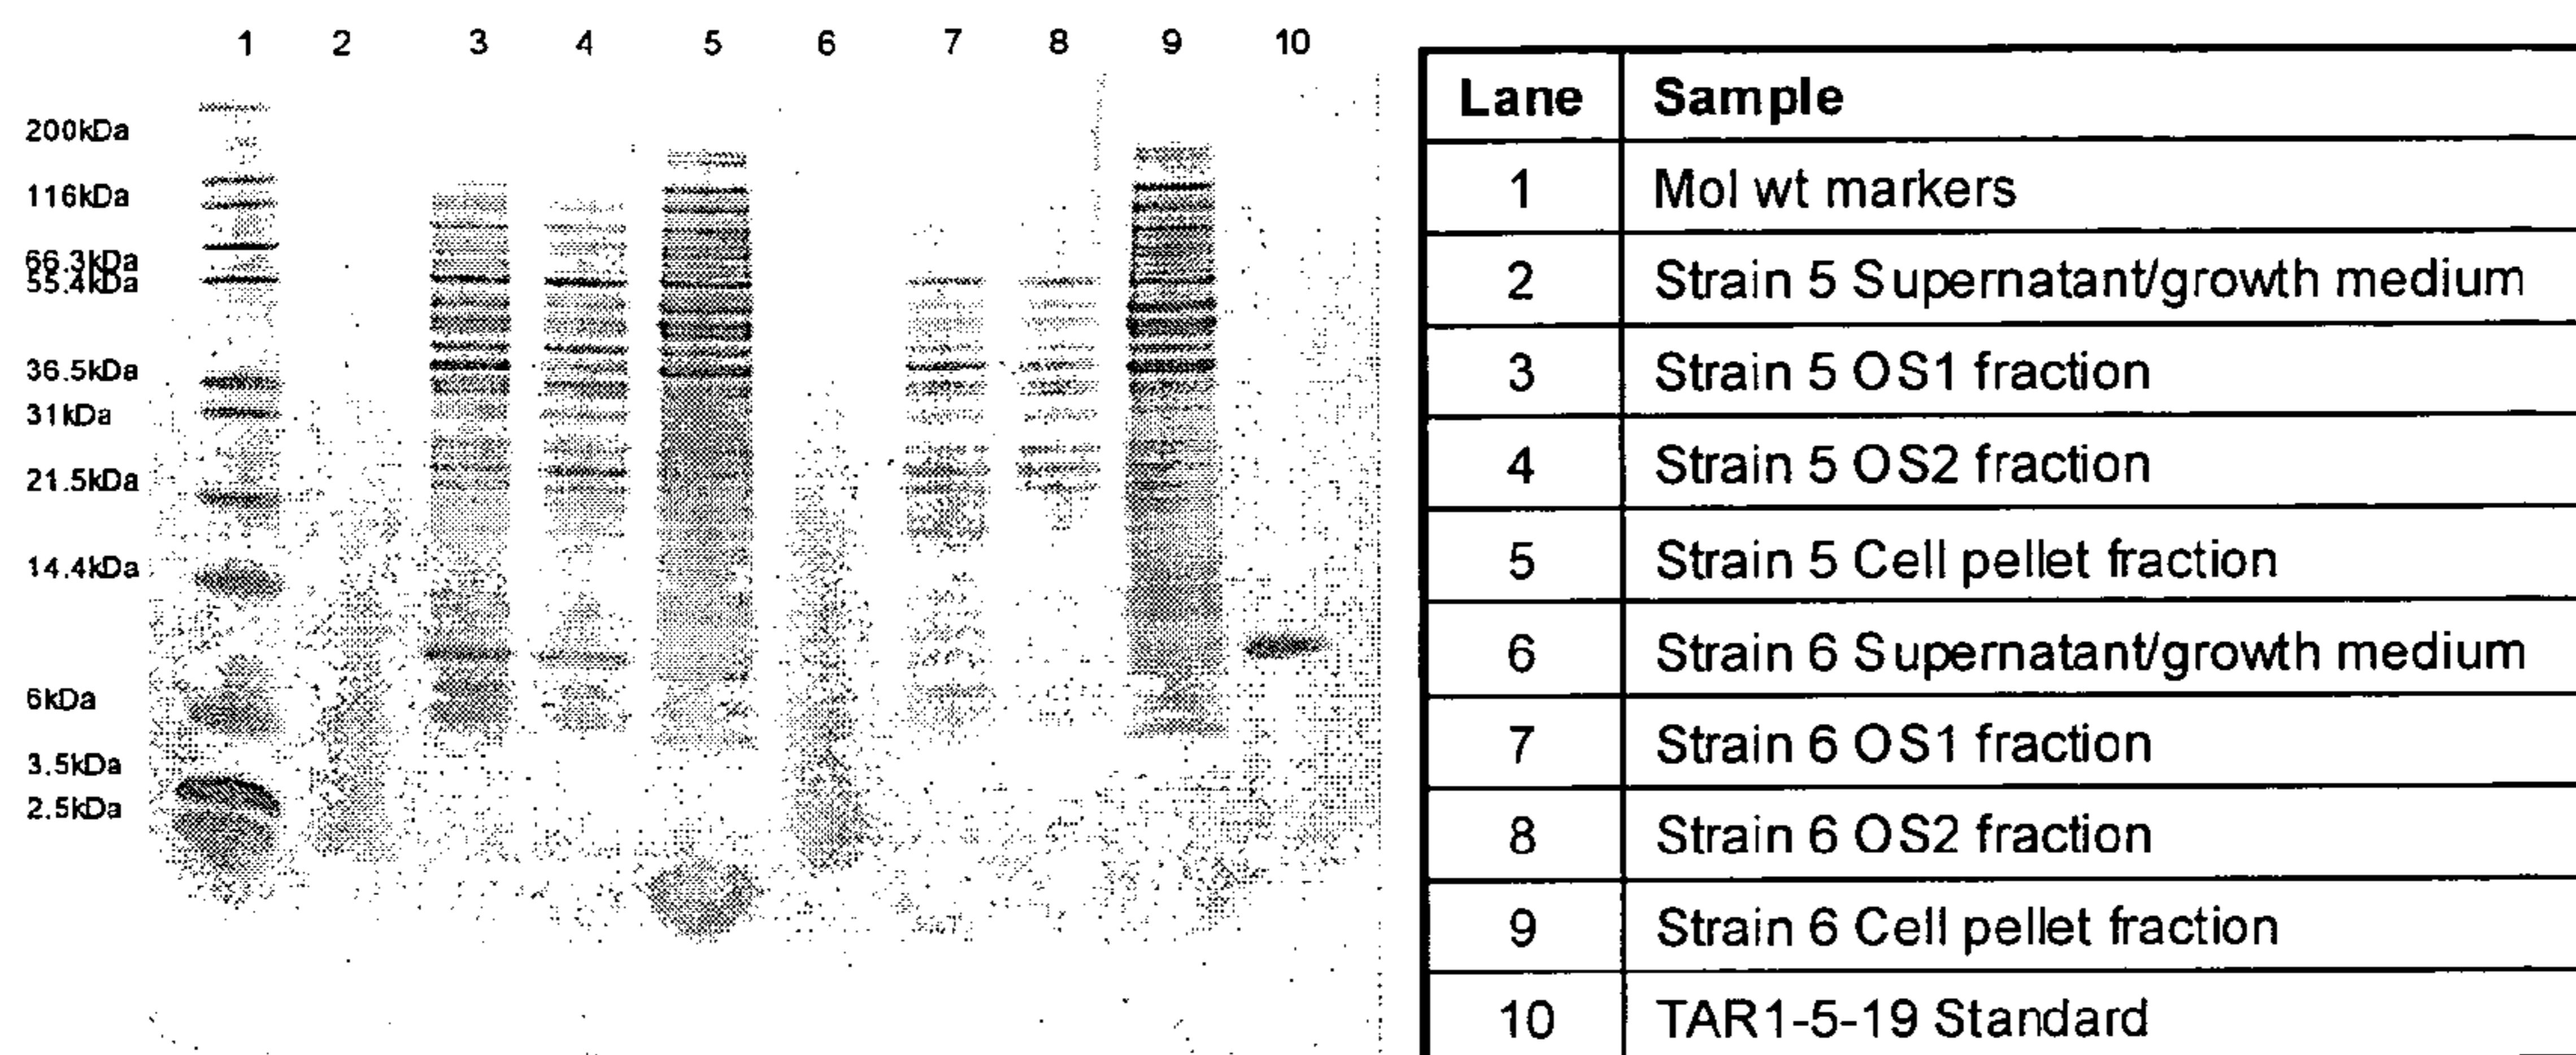 1 2 3 4 5 6 7 8 9 10
200kDa
116kDa
66.3kDa
55.4kDa
36.5kDa
31kDa
21.5kDa
14.4kDa
6kDa
3.5kDa
2.5kDa
Lane Sample
1 Mol wt markers
2 Strain 5 Supernatant/growth medium
3 Strain 5 OS1 fraction
4 Strain 5 OS2 fraction
5 Strain 5 Cell pellet fraction
6 Strain 6 Supernatant/growth medium
7 Strain 6 OS1 fraction
8 Strain 6 OS2 fraction
9 Strain 6 Cell pellet fraction
10 TAR1-5-19 Standard